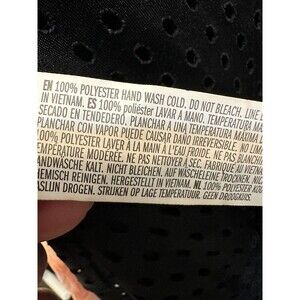 EN 100% POLYESTER HAND WASH COLD. DO NOT BLEACH. LINE
IN VIETNAM. ES 100% poliéster LAVAR A MANO. TEMPERATURA
SECADO EN TENDEDERO. PLANCHAR A UNA TEMPERATURA MAXIMA
PLANCHAR CON VAPOR PUEDE CAUSAR DAÑO IRREVERSIBLE. NO
100% POLYESTER LAVER A LA MAIN À L'EAU FROIDE. NE
TEMPÉRATURE MODÉRÉE. NE PAS NETTOYER A SEC. FABRIQUÉ
HANDWÄSCHE KALT. NICHT BLEICHEN. AUF WÄSCHELEINE TROCKNEN. NICHT
CHEMISCH REINIGEN. HERGESTELLT IN VIETNAM. NL 100% POLYESTER
WASLIJN DROGEN. STRIJKEN OP LAGE TEMPERATUUR. GEEN DROOGKUIS.